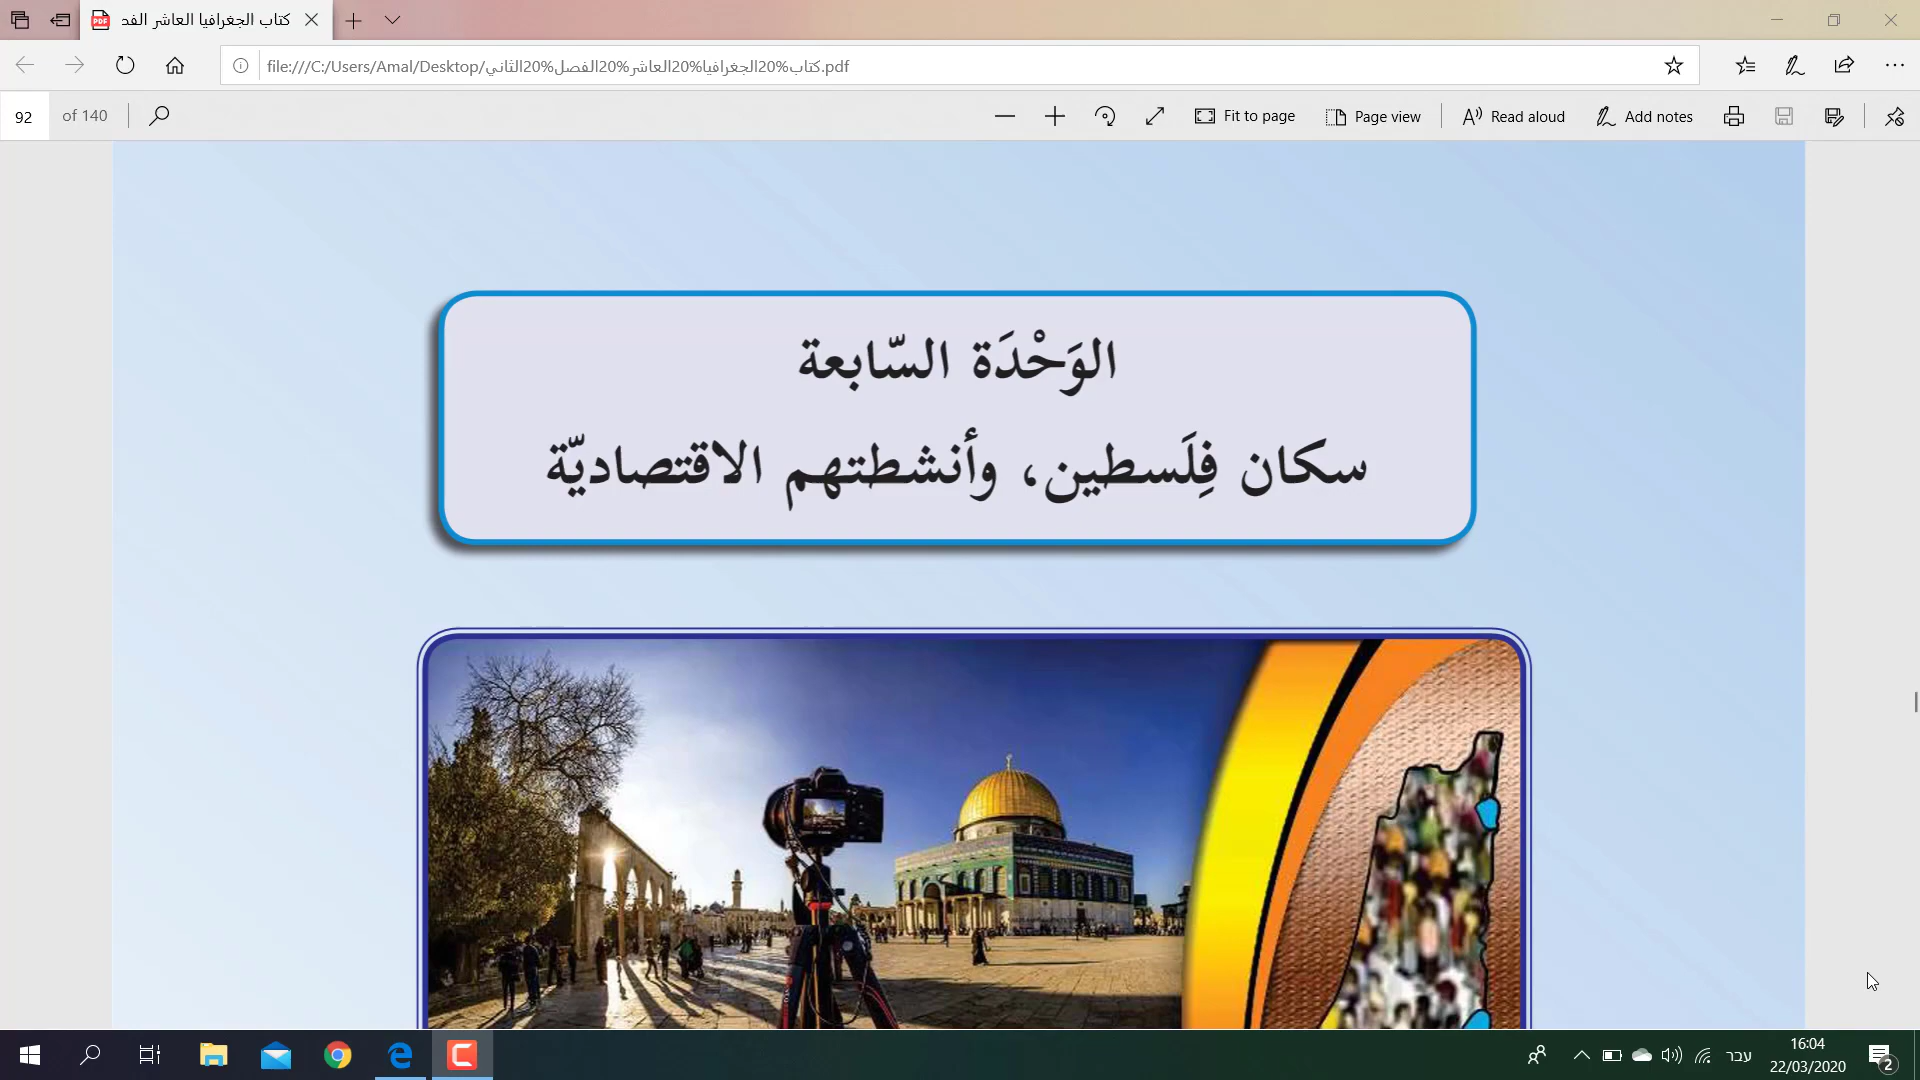 كتاب الجغرافيا العاشر الفد
file:///C:/Users/Amal/Desktop/كتاب%20الجغرافيا%20العاشر%20الفصل%20الثاني.pdf
92 of 140
Fit to page
Page view
Read aloud
Add notes
الوَحْدَة السّابعة
سكان فِلَسطين، وأنشطتهم الاقتصاديّة
עבר
16:04
22/03/2020
2